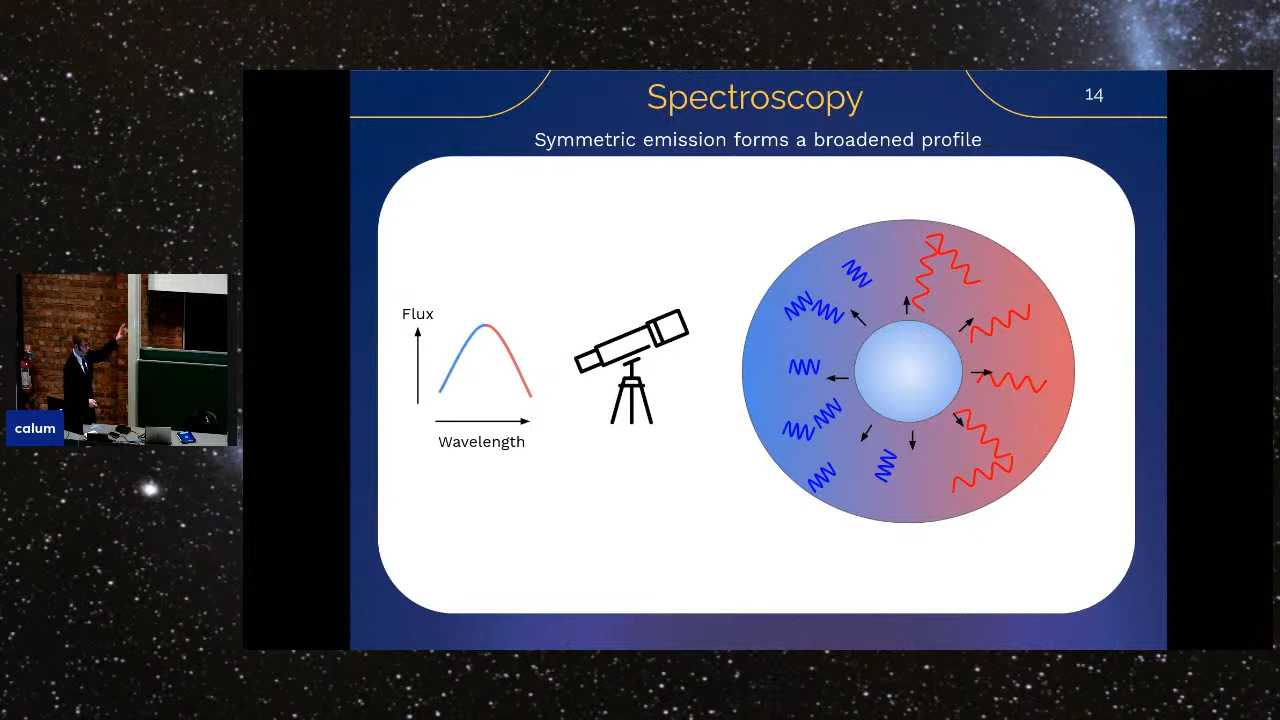 Spectroscopy
14
Symmetric emission forms a broadened profile
Flux
Wavelength
calum